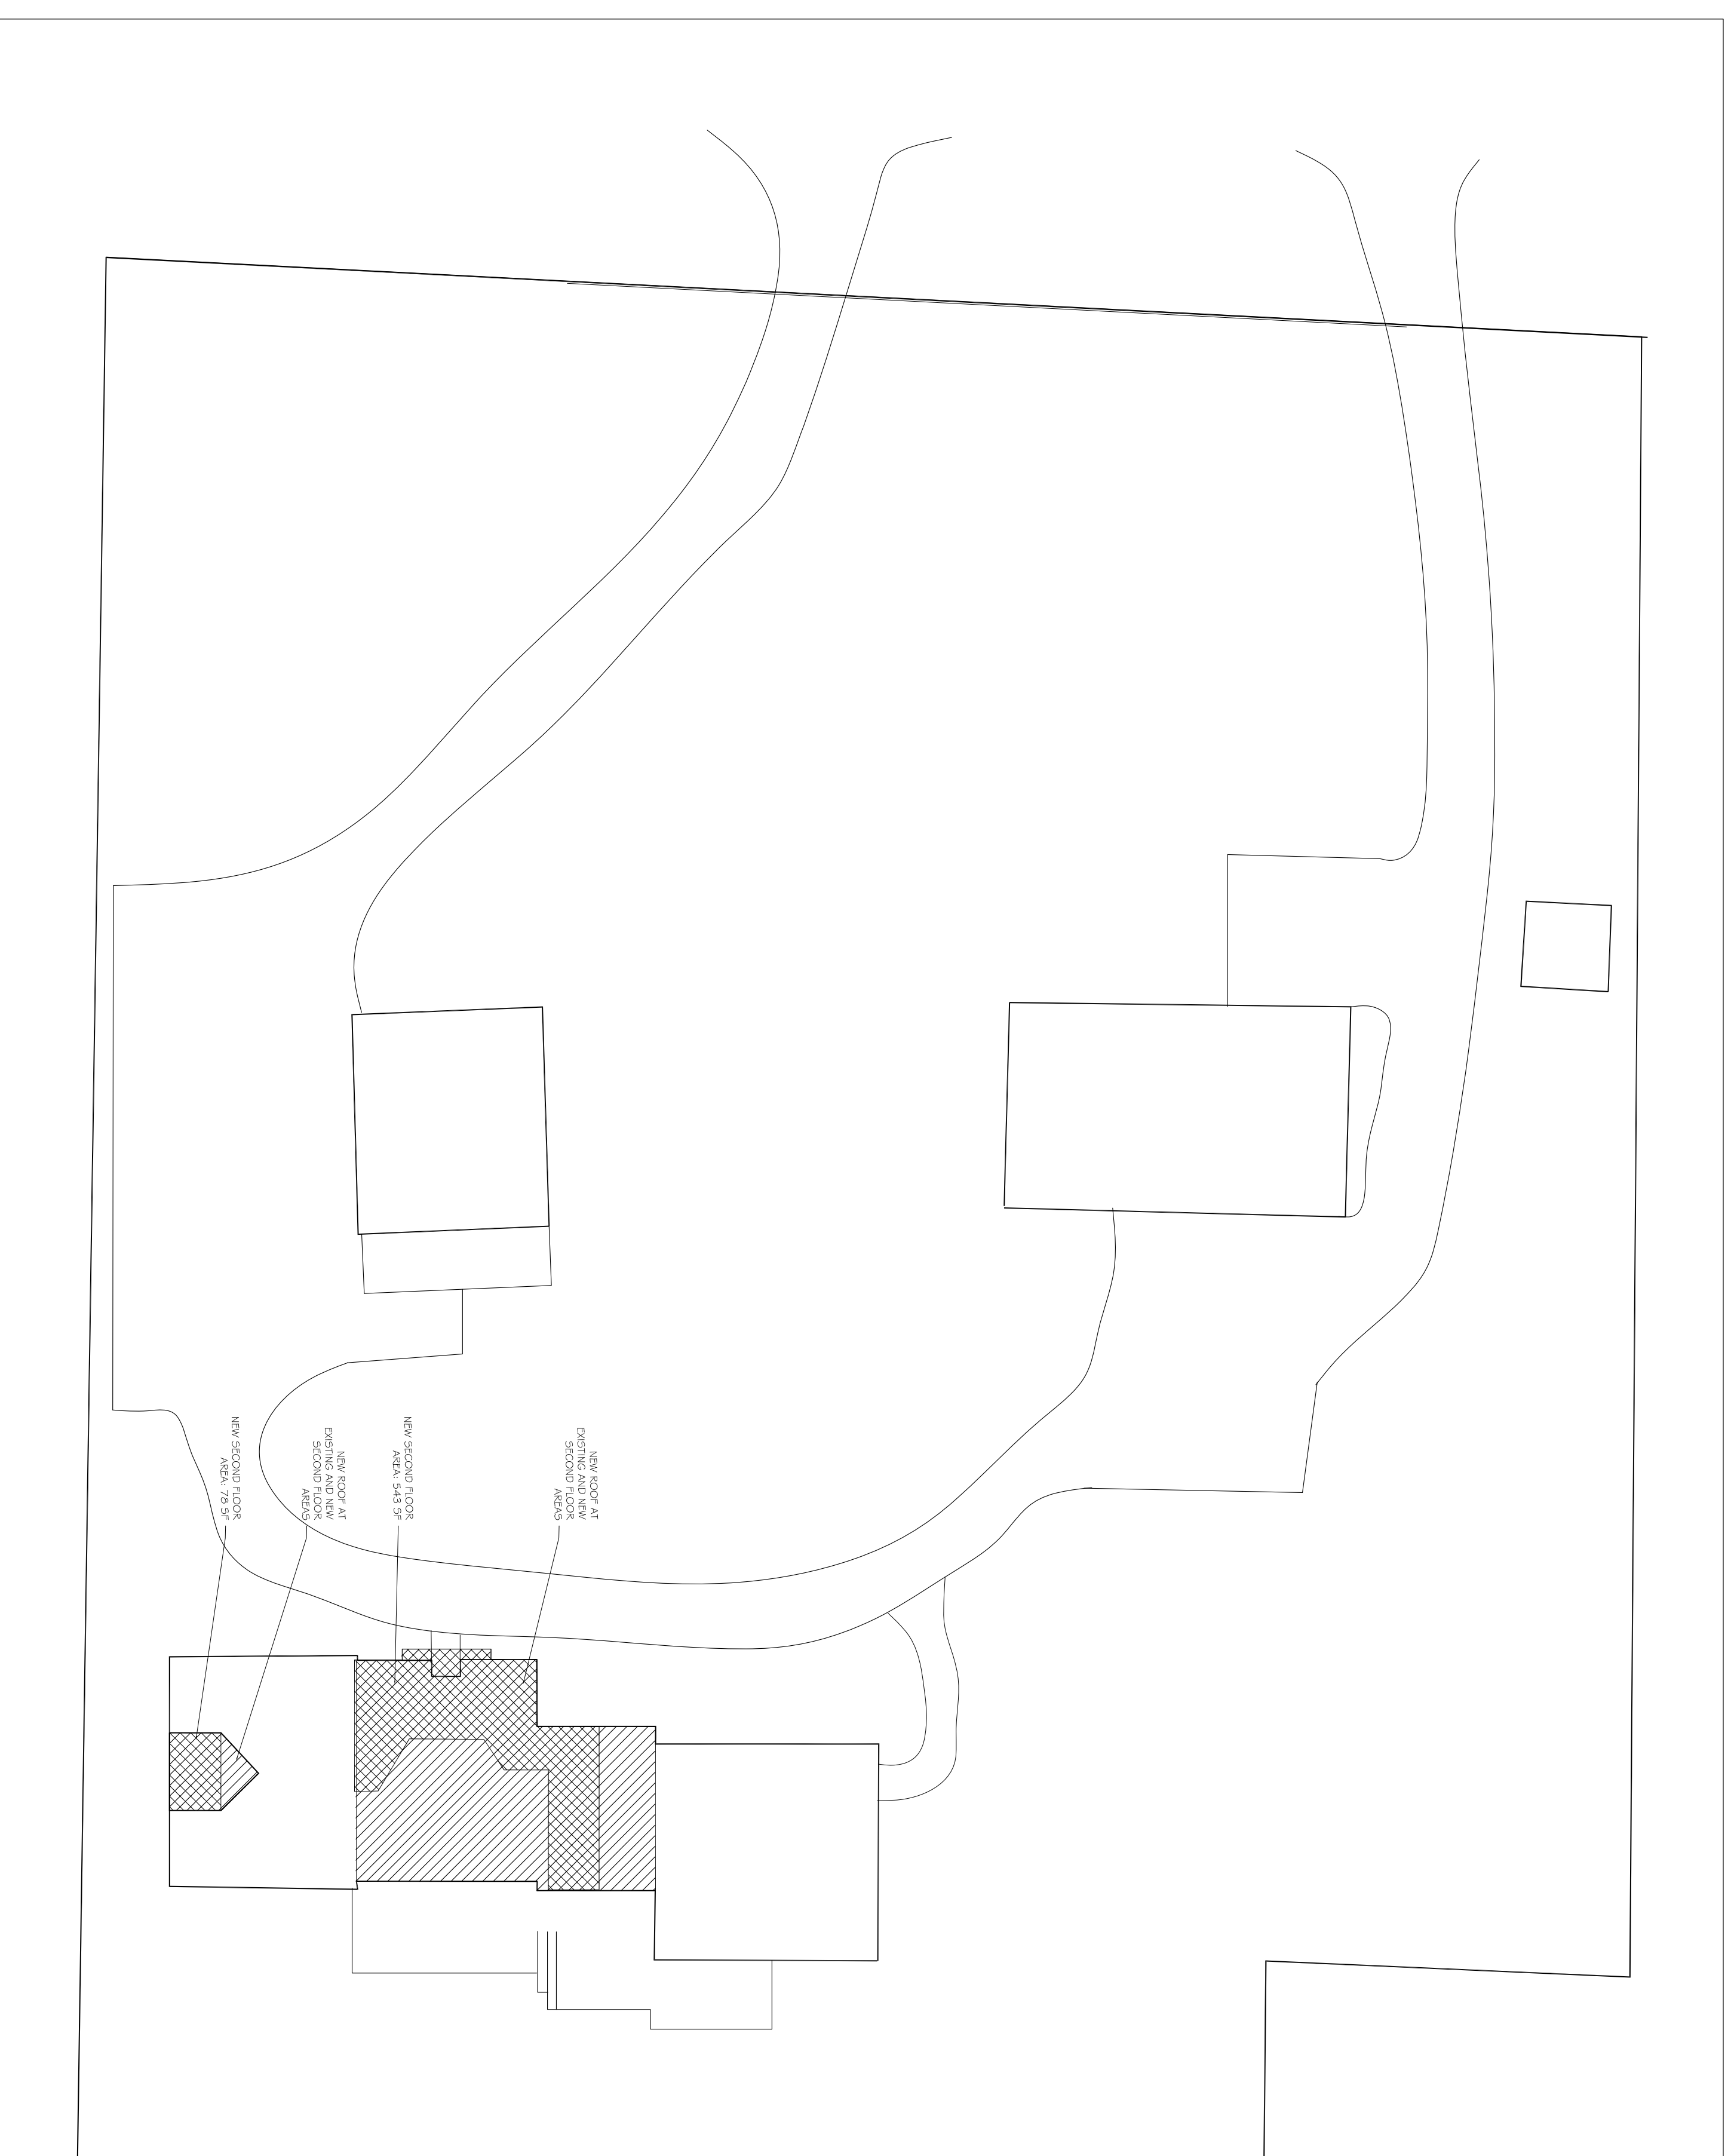 NEW SECOND FLOOR
AREA: 78 SF
NEW ROOF AT
EXISTING AND NEW
SECOND FLOOR
AREAS
NEW SECOND FLOOR
AREA: 543 SF
NEW ROOF AT
EXISTING AND NEW
SECOND FLOOR
AREAS